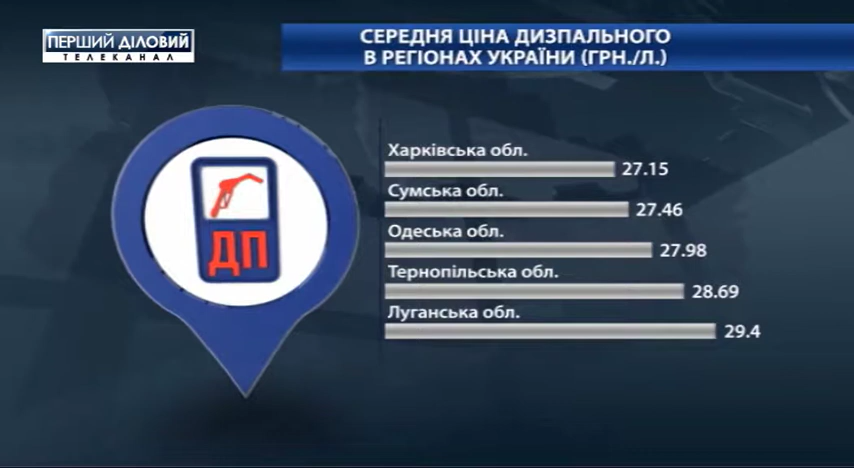 ПЕРШИЙ ДІЛОВИЙ
ТЕЛЕКАНАЛ
СЕРЕДНЯ ЦІНА ДИЗПАЛЬНОГО
В РЕГІОНАХ УКРАЇНИ (ГРН./Л.)
ДП
Харківська обл.
27.15
Сумська обл.
27.46
Одеська обл.
27.98
Тернопільська обл.
28.69
Луганська обл.
29.4